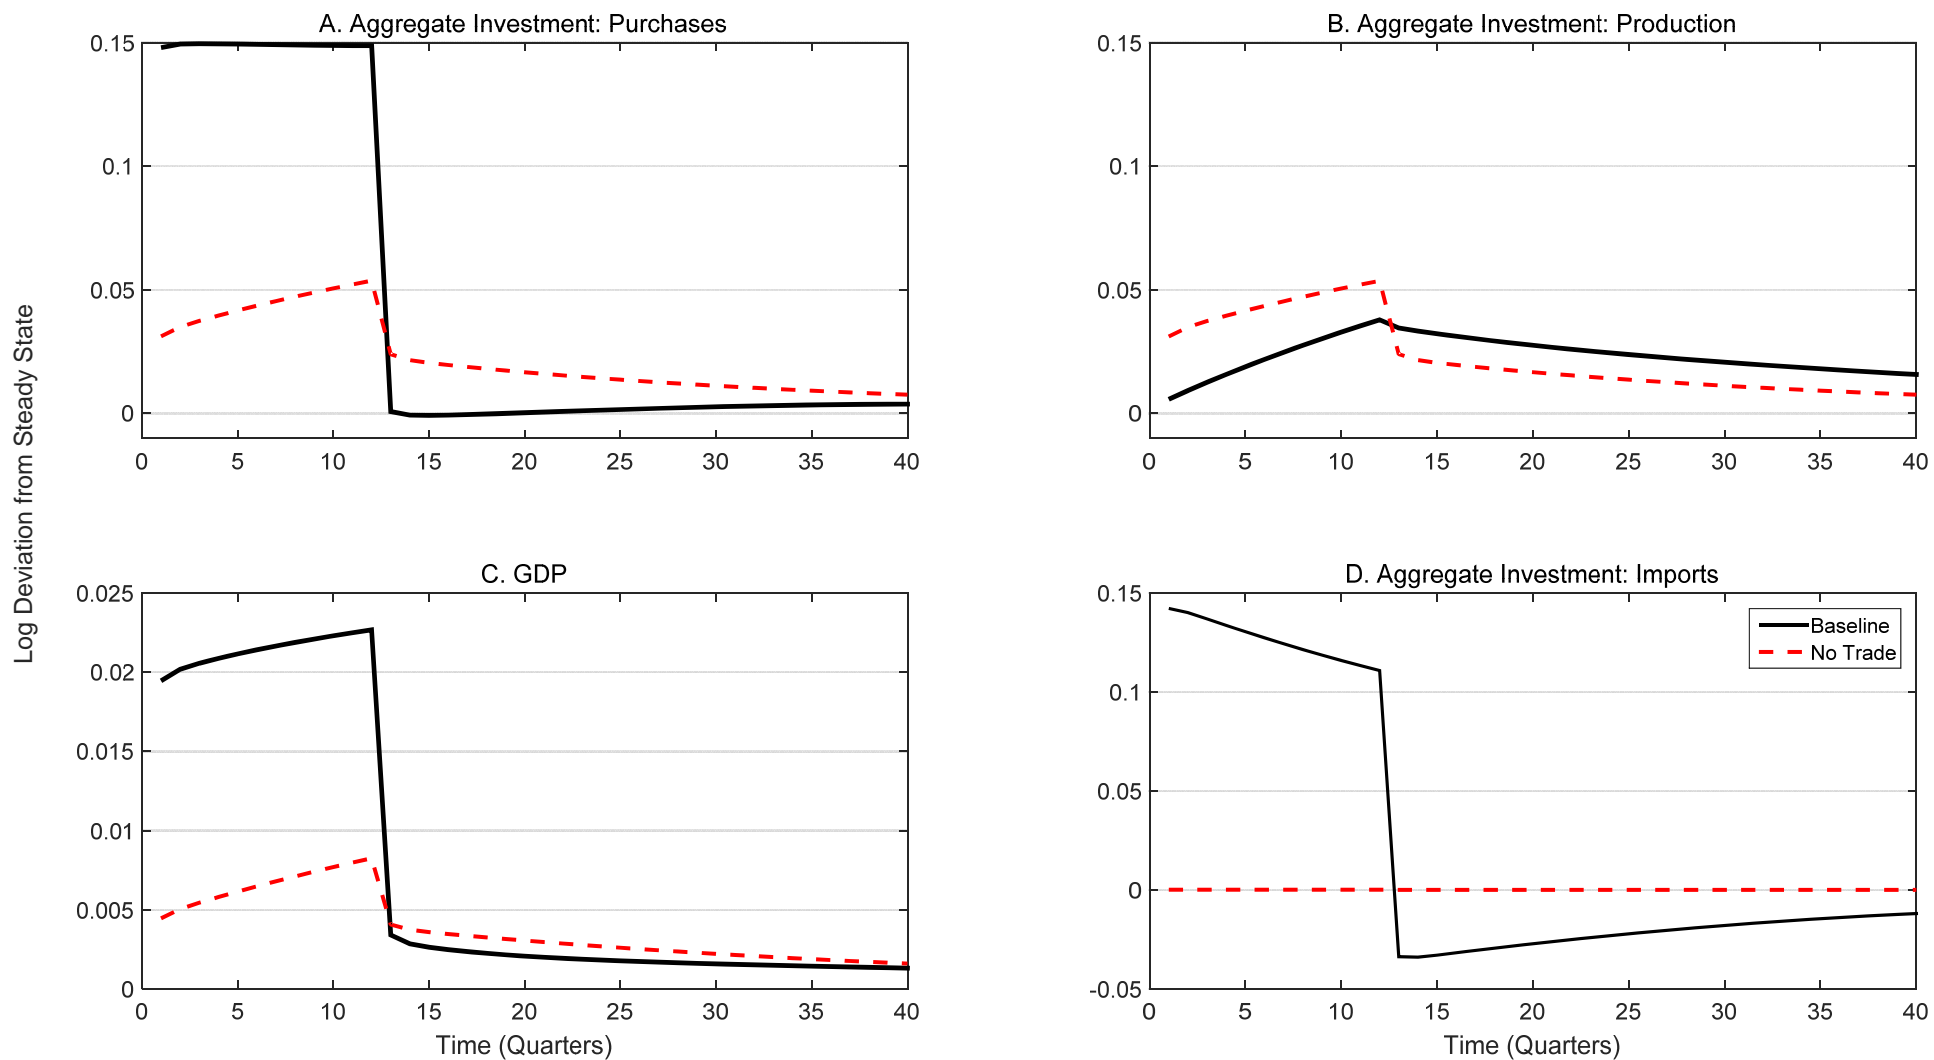 A. Aggregate Investment: Purchases
0.15
0.1
0.05
0
0 5 10 15 20 25 30 35 40
B. Aggregate Investment: Production
0.15
0.1
0.05
0
0 5 10 15 20 25 30 35 40
Log Deviation from Steady State
C. GDP
0.025
0.02
0.015
0.01
0.005
0
0 5 10 15 20 25 30 35 40
Time (Quarters)
D. Aggregate Investment: Imports
0.15
0.1
0.05
0
-0.05
0 5 10 15 20 25 30 35 40
Time (Quarters)
Baseline
No Trade